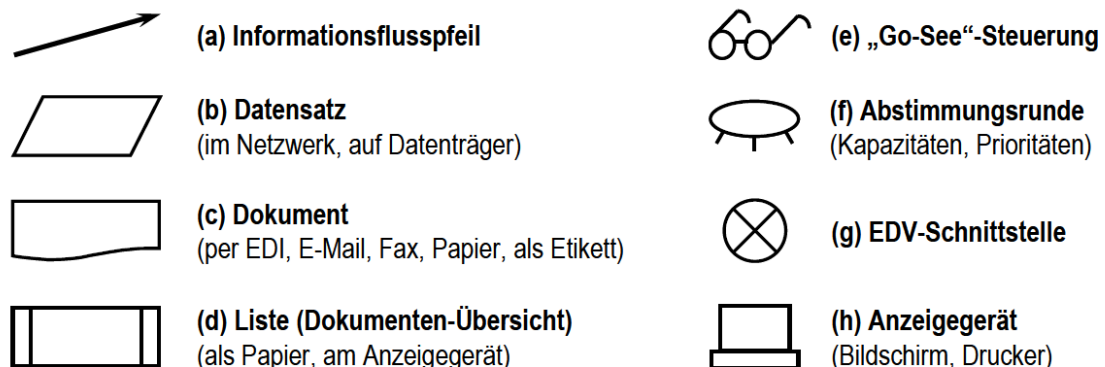 (a) Informationsflusspfeil
(b) Datensatz
(im Netzwerk, auf Datenträger)
(c) Dokument
(per EDI, E-Mail, Fax, Papier, als Etikett)
(d) Liste (Dokumenten-Übersicht)
(als Papier, am Anzeigegerät)
(e) „Go-See“-Steuerung
(f) Abstimmungsrunde
(Kapazitäten, Prioritäten)
(g) EDV-Schnittstelle
(h) Anzeigegerät
(Bildschirm, Drucker)